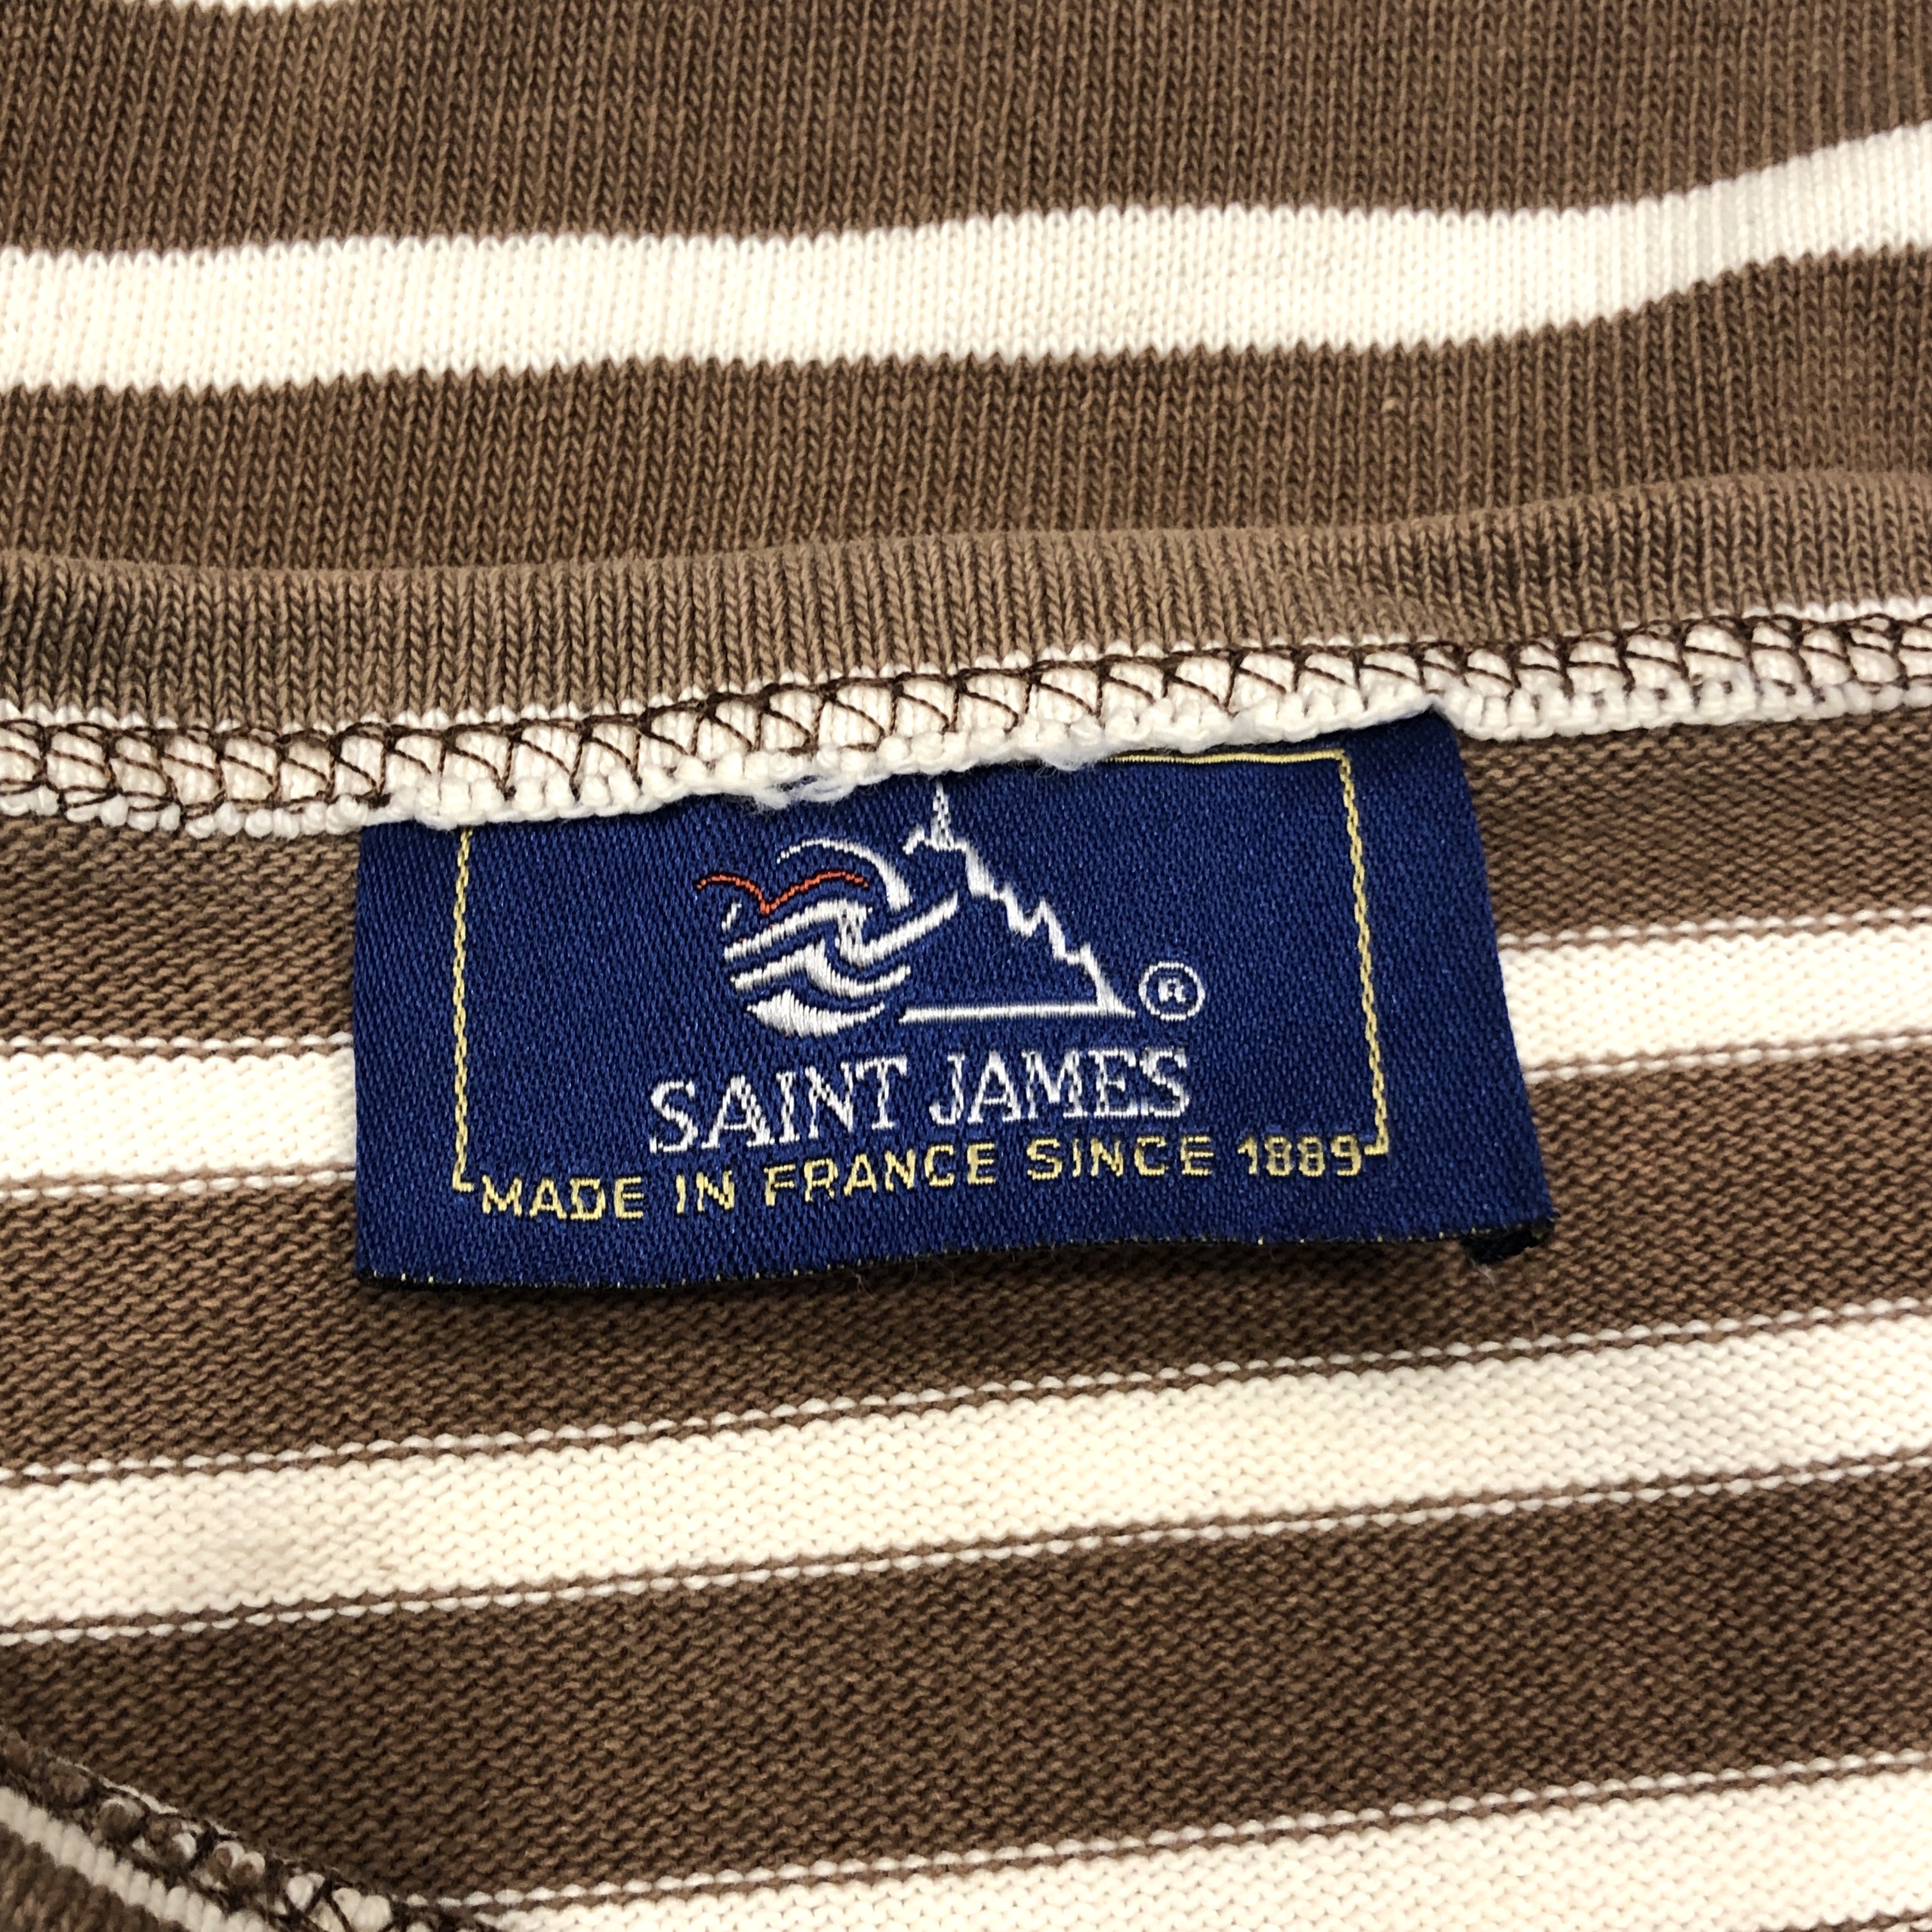 ®
SAINT JAMES
MADE IN FRANCE SINCE 1889